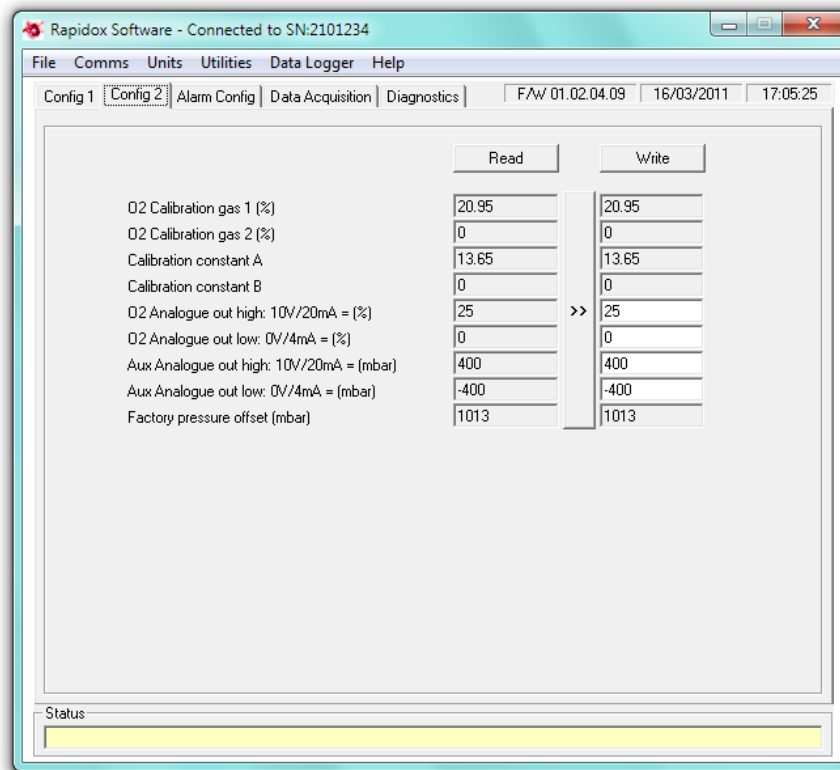 Rapidox Software - Connected to SN:2101234
File Comms Units Utilities Data Logger Help
Config 1 Config 2 Alarm Config Data Acquisition Diagnostics F/W 01.02.04.09 16/03/2011 17:05:25
Read Write
O2 Calibration gas 1 (%) 20.95 20.95
O2 Calibration gas 2 (%) 0 0
Calibration constant A 13.65 13.65
Calibration constant B 0 0
O2 Analogue out high: 10V/20mA = (%) 25 >> 25
O2 Analogue out low: 0V/4mA = (%) 0 0
Aux Analogue out high: 10V/20mA = (mbar) 400 400
Aux Analogue out low: 0V/4mA = (mbar) -400 -400
Factory pressure offset (mbar) 1013 1013
Status